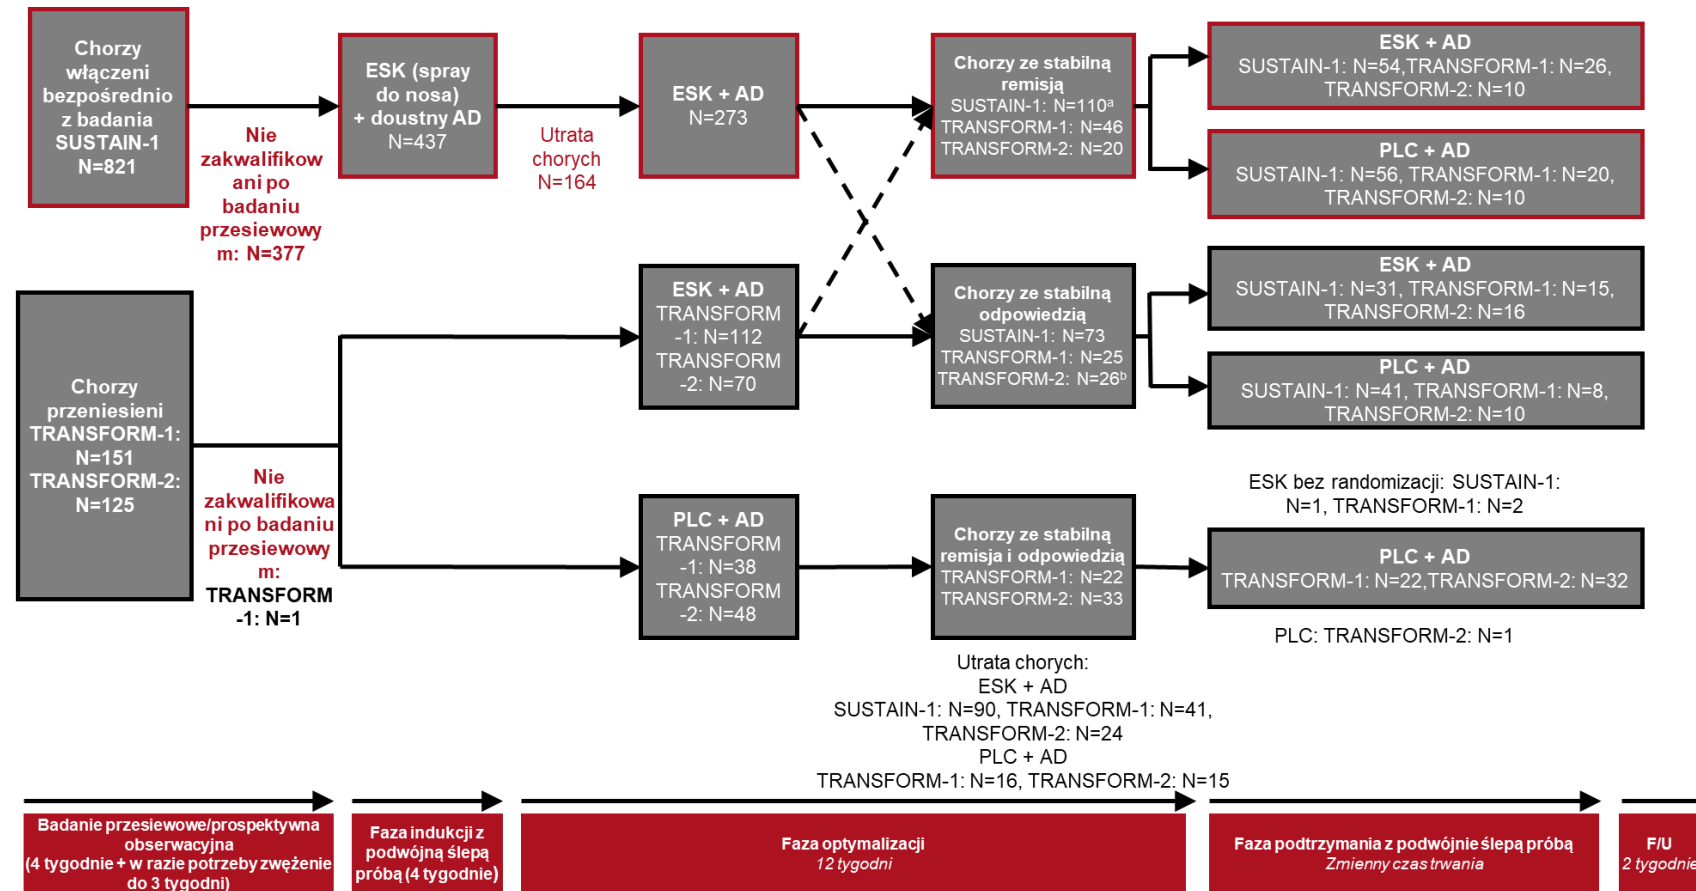 Chorzy
włączeni
bezpośrednio
z badania
SUSTAIN-1
N=821
Nie
zakwalifikow
ani po
badaniu
przesiewowy
m: N=377
ESK (spray
do nosa)
+ doustny AD
N=437
Utrata
chorych
N=164
ESK + AD
N=273
Chorzy ze stabilną
remisją
SUSTAIN-1: N=110ᵃ
TRANSFORM-1: N=46
TRANSFORM-2: N=20
ESK + AD
SUSTAIN-1: N=54,TRANSFORM-1: N=26,
TRANSFORM-2: N=10
PLC + AD
SUSTAIN-1: N=56, TRANSFORM-1: N=20,
TRANSFORM-2: N=10
Chorzy
przeniesieni
TRANSFORM-1:
N=151
TRANSFORM-2:
N=125
Nie
zakwalifikowa
ni po badaniu
przesiewowy
m:
TRANSFORM
-1: N=1
ESK + AD
TRANSFORM
-1: N=112
TRANSFORM
-2: N=70
Chorzy ze stabilną
odpowiedzią
SUSTAIN-1: N=73
TRANSFORM-1: N=25
TRANSFORM-2: N=26ᵇ
ESK + AD
SUSTAIN-1: N=31, TRANSFORM-1: N=15,
TRANSFORM-2: N=16
PLC + AD
SUSTAIN-1: N=41, TRANSFORM-1: N=8,
TRANSFORM-2: N=10
ESK bez randomizacji: SUSTAIN-1:
N=1, TRANSFORM-1: N=2
PLC + AD
TRANSFORM
-1: N=38
TRANSFORM
-2: N=48
Chorzy ze stabilną
remisja i odpowiedzią
TRANSFORM-1: N=22
TRANSFORM-2: N=33
PLC + AD
TRANSFORM-1: N=22,TRANSFORM-2: N=32
PLC: TRANSFORM-2: N=1
Utrata chorych:
ESK + AD
SUSTAIN-1: N=90, TRANSFORM-1: N=41,
TRANSFORM-2: N=24
PLC + AD
TRANSFORM-1: N=16, TRANSFORM-2: N=15
Badanie przesiewowe/prospektywna
obserwacyjna
(4 tygodnie + w razie potrzeby zwężenie
do 3 tygodni)
Faza indukcji z
podwójną ślepą
próbą (4 tygodnie)
Faza optymalizacji
12 tygodni
Faza podtrzymania z podwójnie ślepą próbą
Zmienny czas trwania
F/U
2 tygodnie